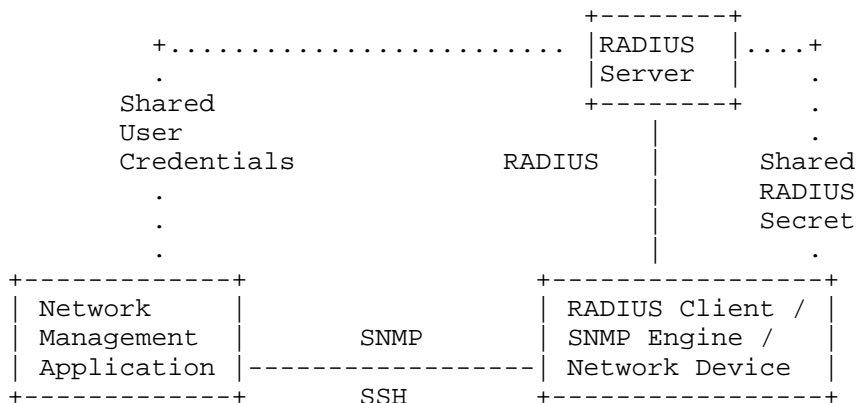 +--------+
+.......................... |RADIUS |....+
. |Server | .
Shared +--------+ .
User | .
Credentials RADIUS | Shared
. | RADIUS
. | Secret
. | .
+-------------+ +-----------------+
| Network | | RADIUS Client / |
| Management | SNMP | SNMP Engine / |
| Application |------------------| Network Device |
+-------------+ SSH +-----------------+